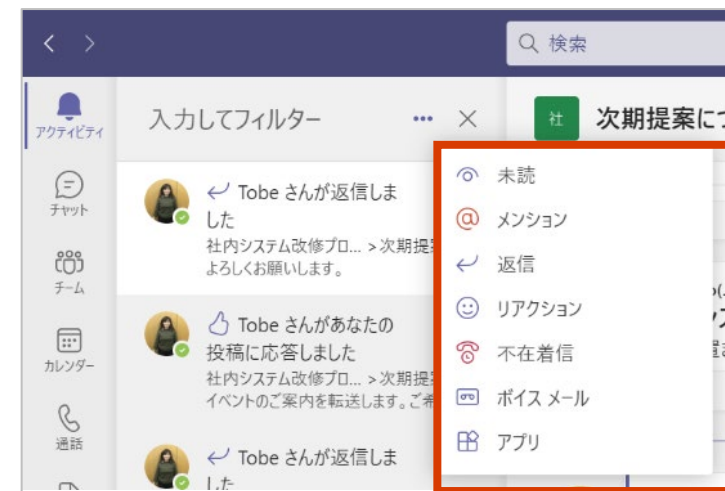 検索
アクティビティ
チャット
チーム
カレンダー
通話
入力してフィルター
Tobe さんが返信しま
した
社内システム改修プロ... > 次期提
よろしくお願いします。
Tobe さんがあなたの
投稿に応答しました
社内システム改修プロ... > 次期提
イベントのご案内を転送します。ご
Tobe さんが返信しま
した
社
次期提案に
未読
メンション
返信
リアクション
不在着信
ボイス メール
アプリ